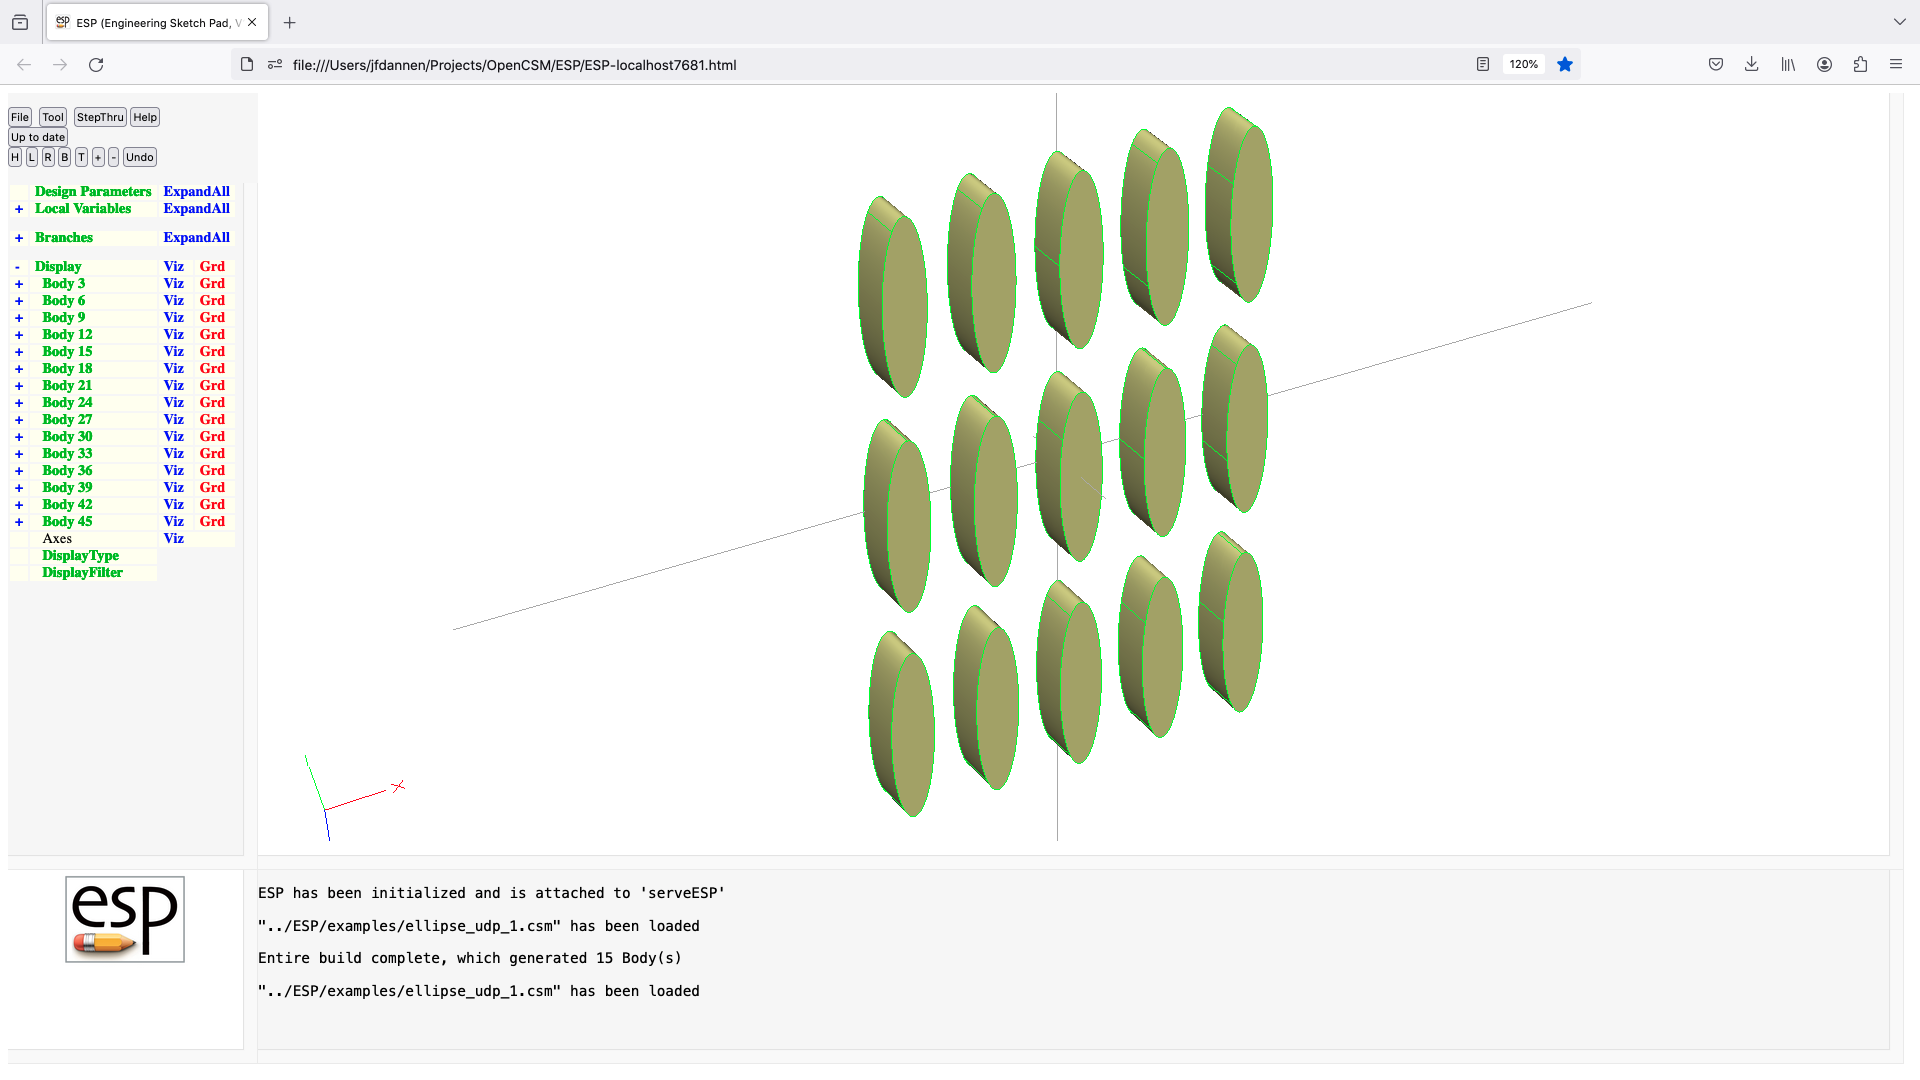 ESP (Engineering Sketch Pad, V
file:///Users/jfdannen/Projects/OpenCSM/ESP/ESP-localhost7681.html
120%
File Tool StepThru Help
Up to date
H L R B T + - Undo
Design Parameters ExpandAll
+ Local Variables ExpandAll
+ Branches ExpandAll
- Display Viz Grd
+ Body 3 Viz Grd
+ Body 6 Viz Grd
+ Body 9 Viz Grd
+ Body 12 Viz Grd
+ Body 15 Viz Grd
+ Body 18 Viz Grd
+ Body 21 Viz Grd
+ Body 24 Viz Grd
+ Body 27 Viz Grd
+ Body 30 Viz Grd
+ Body 33 Viz Grd
+ Body 36 Viz Grd
+ Body 39 Viz Grd
+ Body 42 Viz Grd
+ Body 45 Viz Grd
Axes Viz
DisplayType
DisplayFilter
X
esp
ESP has been initialized and is attached to 'serveESP'
"../ESP/examples/ellipse_udp_1.csm" has been loaded
Entire build complete, which generated 15 Body(s)
"../ESP/examples/ellipse_udp_1.csm" has been loaded